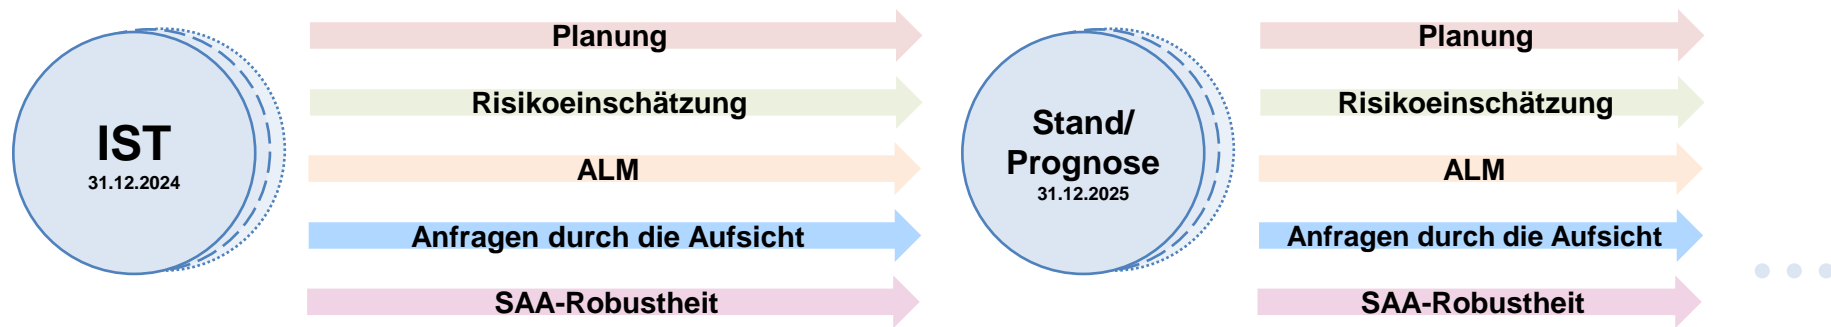 IST
31.12.2024
Planung
Risikoeinschätzung
ALM
Anfragen durch die Aufsicht
SAA-Robustheit
Stand/
Prognose
31.12.2025
Planung
Risikoeinschätzung
ALM
Anfragen durch die Aufsicht
SAA-Robustheit